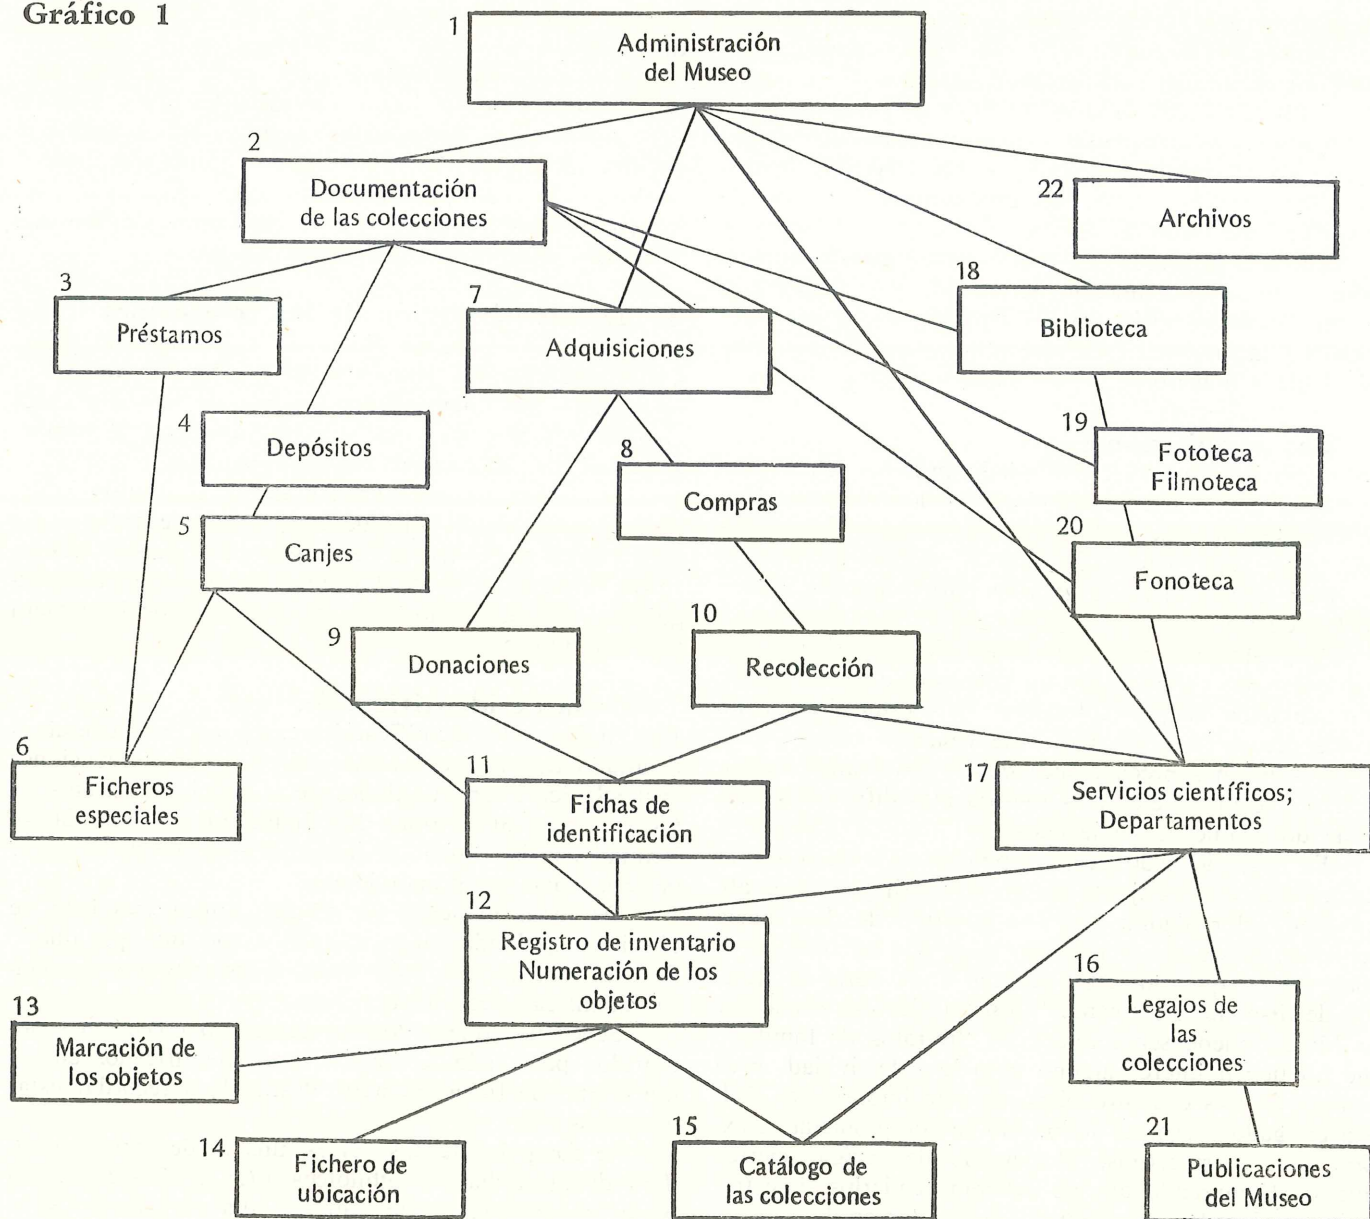 Gráfico 1
1
Administración
del Museo
2
Documentación
de las colecciones
22
Archivos
3
Préstamos
7
Adquisiciones
18
Biblioteca
4
Depósitos
8
Compras
19
Fototeca
Filmoteca
5
Canjes
20
Fonoteca
9
Donaciones
10
Recolección
6
Ficheros
especiales
11
Fichas de
identificación
17
Servicios científicos;
Departamentos
12
Registro de inventario
Numeración de los
objetos
13
Marcación de
los objetos
16
Legajos de
las
colecciones
14
Fichero de
ubicación
15
Catálogo de
las colecciones
21
Publicaciones
del Museo